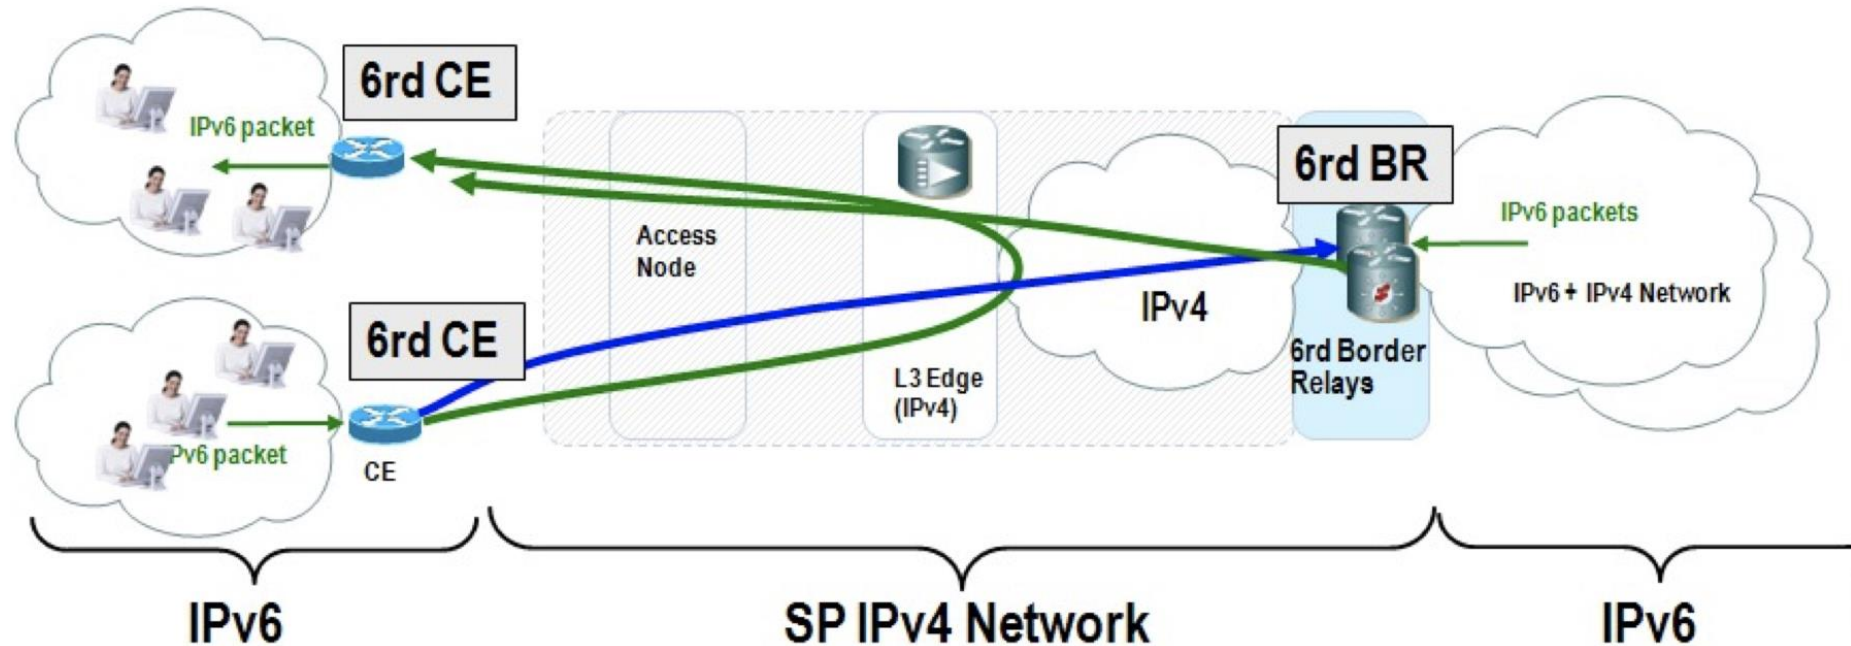 6rd CE
IPv6 packet
6rd BR
IPv6 packets
Access
Node
IPv4
IPv6 + IPv4 Network
6rd CE
6rd Border
Relays
L3 Edge
(IPv4)
Pv6 packet
CE
IPv6
SP IPv4 Network
IPv6